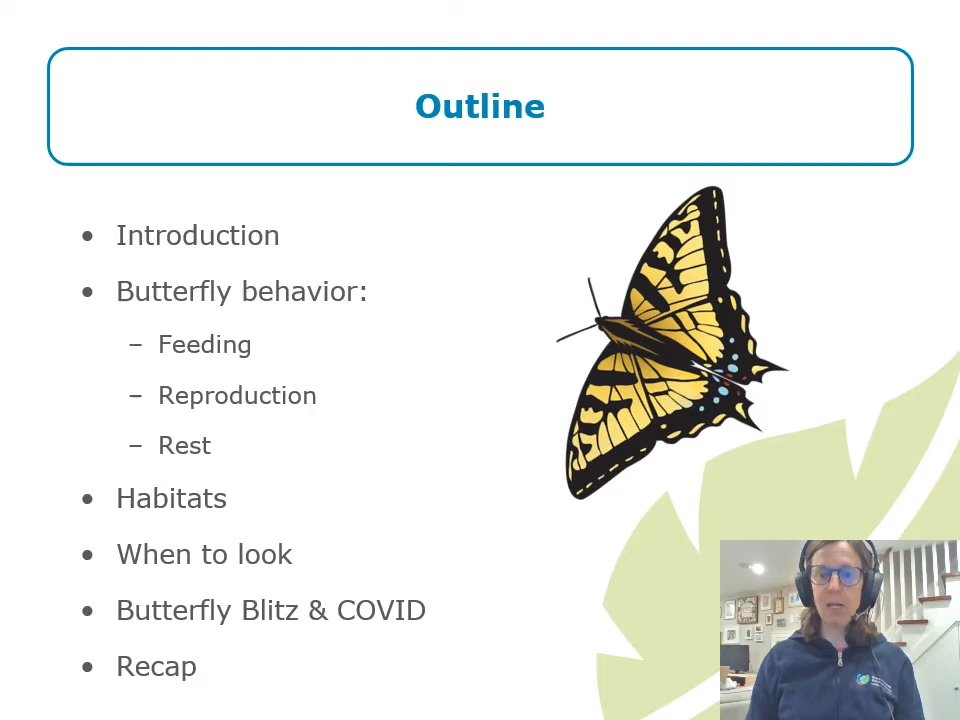 Outline
• Introduction
• Butterfly behavior:
– Feeding
– Reproduction
– Rest
• Habitats
• When to look
• Butterfly Blitz & COVID
• Recap